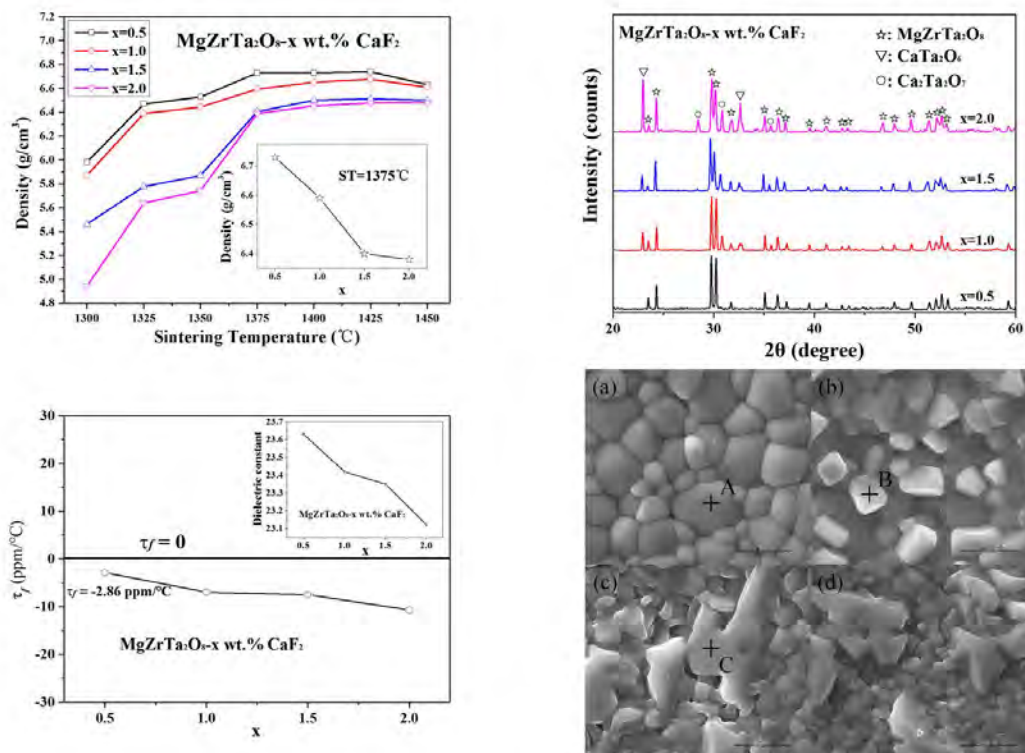 7.2
7.0
6.8
6.6
6.4
6.2
6.0
5.8
5.6
5.4
5.2
5.0
4.8
Density (g/cm³)
x=0.5
x=1.0
x=1.5
x=2.0
MgZrTa₂O₈-x wt.% CaF₂
ST=1375℃
6.7
6.6
6.5
6.4
Density (g/cm³)
0.5 1.0 1.5 2.0
x
1300 1325 1350 1375 1400 1425 1450
Sintering Temperature (℃)
MgZrTa₂O₈-x wt.% CaF₂
☆: MgZrTa₂O₈
▽: CaTa₂O₆
○: Ca₂Ta₂O₇
Intensity (counts)
x=2.0
x=1.5
x=1.0
x=0.5
20 30 40 50 60
2θ (degree)
30
20
10
0
-10
-20
-30
τf (ppm/°C)
23.7
23.6
23.5
23.4
23.3
23.2
23.1
Dielectric constant
MgZrTa₂O₈-x wt.% CaF₂
0.5 1.0 1.5 2.0
x
τf = 0
τf = -2.86 ppm/°C
MgZrTa₂O₈-x wt.% CaF₂
0.5 1.0 1.5 2.0
x
(a)
A
(b)
B
(c)
C
(d)
D